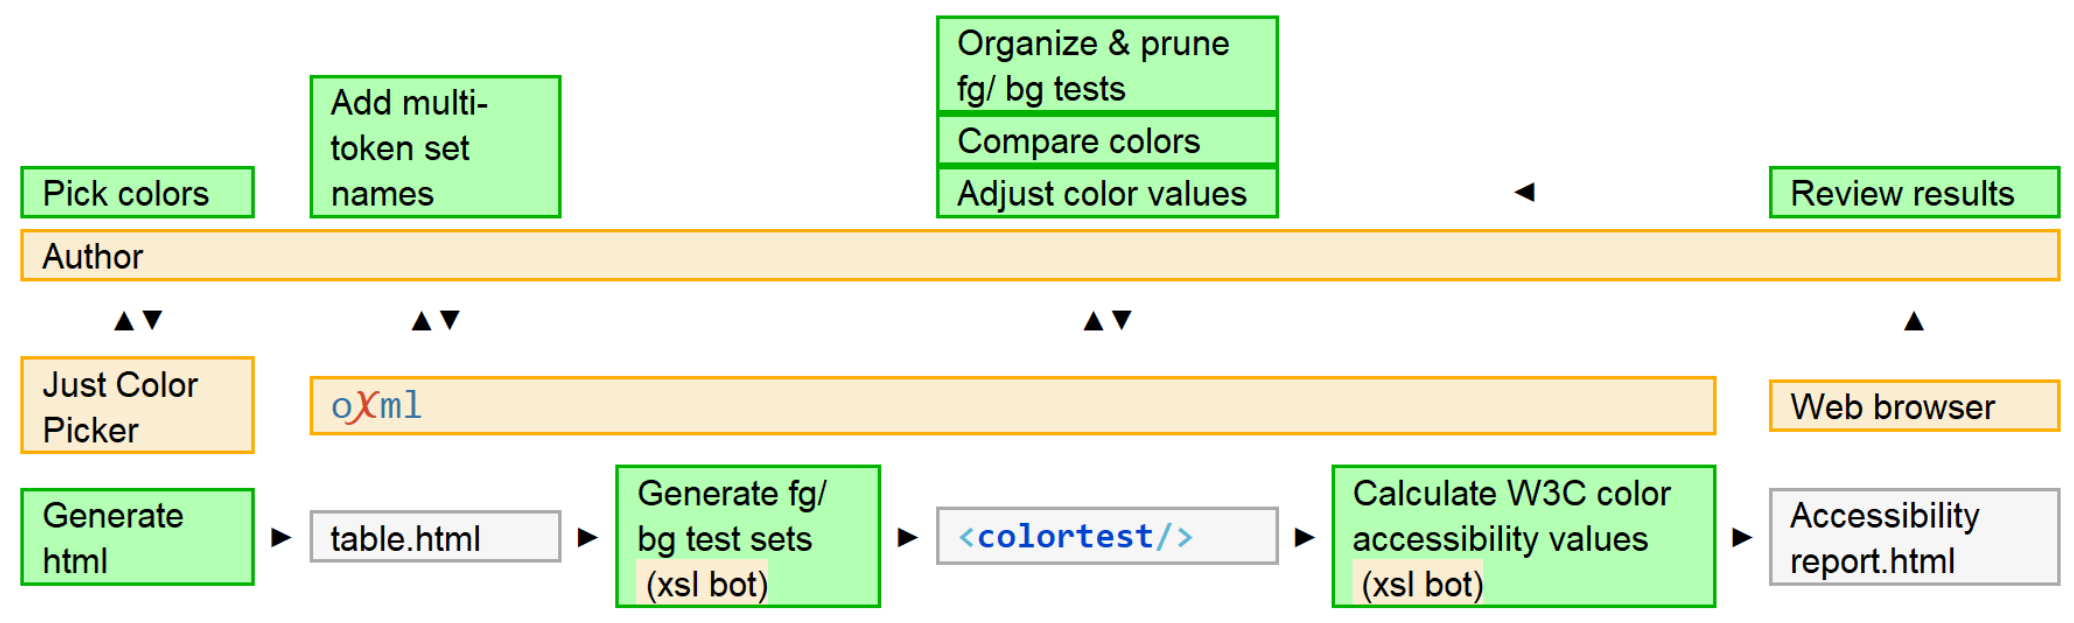 Organize & prune
fg/ bg tests
Add multi-
token set
names
Compare colors
Pick colors
Adjust color values
◄
Review results
Author
▲▼
▲▼
▲▼
▲
Just Color
Picker
oXml
Web browser
Generate
html
►
table.html
►
Generate fg/
bg test sets
(xsl bot)
►
<colortest/>
►
Calculate W3C color
accessibility values
(xsl bot)
►
Accessibility
report.html